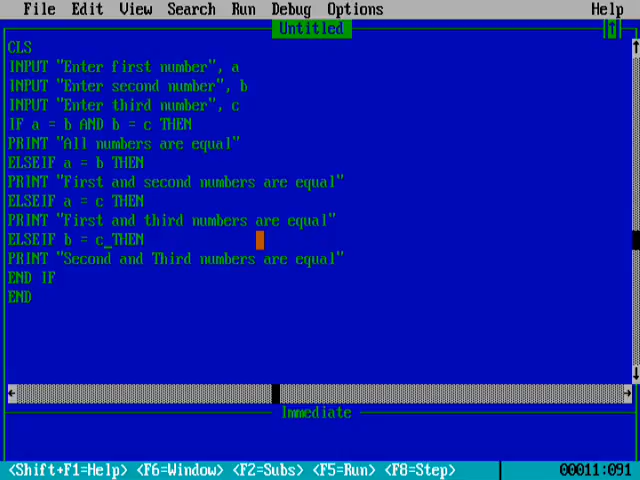 File Edit View Search Run Debug Options Help
Untitled
CLS
INPUT "Enter first number", a
INPUT "Enter second number", b
INPUT "Enter third number", c
IF a = b AND b = c THEN
PRINT "All numbers are equal"
ELSEIF a = b THEN
PRINT "First and second numbers are equal"
ELSEIF a = c THEN
PRINT "First and third numbers are equal"
ELSEIF b = c THEN
PRINT "Second and Third numbers are equal"
END IF
END
Immediate
<Shift+F1=Help> <F6=Window> <F2=Subs> <F5=Run> <F8=Step> 00011:091